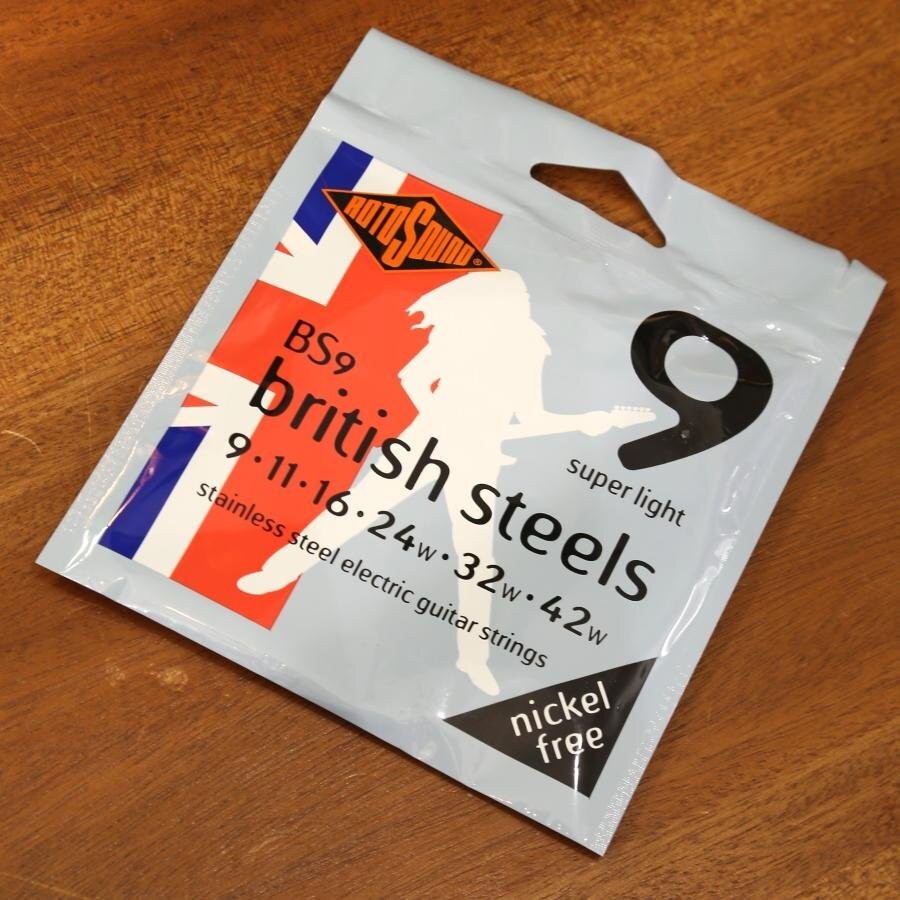 ROTOSOUND®
9
super light
BS9
british steels
9·11·16·24w·32w·42w
stainless steel electric guitar strings
nickel
free